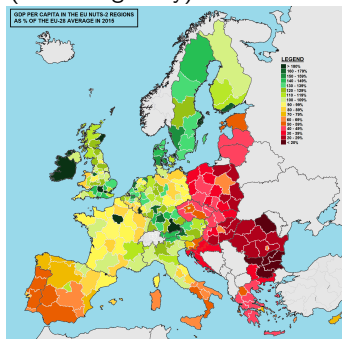 GDP PER CAPITA IN THE EU NUTS-2 REGIONS
AS % OF THE EU-28 AVERAGE IN 2015
LEGEND
> 180%
160 - 179%
150 - 159%
140 - 149%
130 - 139%
120 - 129%
110 - 119%
100 - 109%
90 - 99%
80 - 89%
70 - 79%
60 - 69%
50 - 59%
40 - 49%
30 - 39%
20 - 29%
< 20%